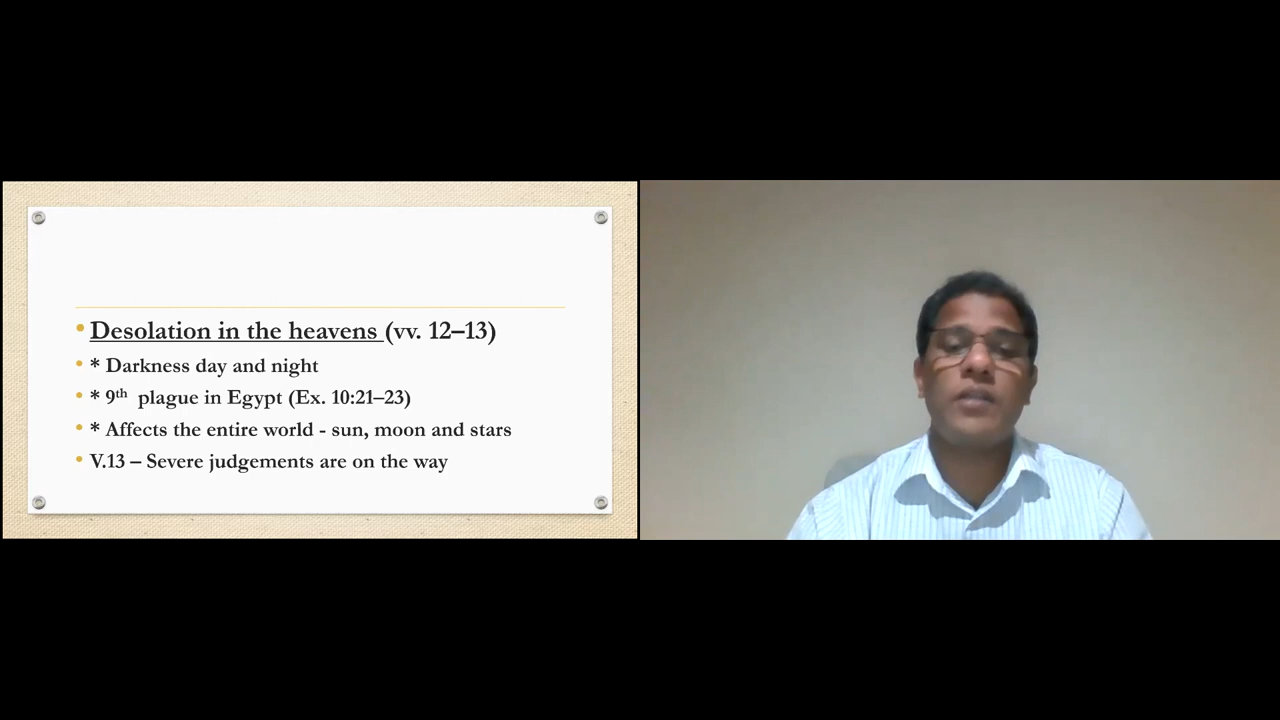 • Desolation in the heavens (vv. 12–13)
• * Darkness day and night
• * 9th plague in Egypt (Ex. 10:21–23)
• * Affects the entire world - sun, moon and stars
• V.13 – Severe judgements are on the way